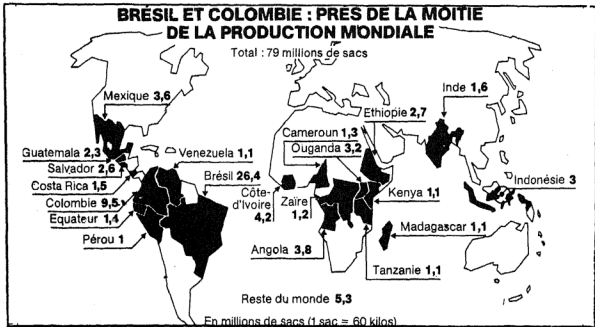 BRÉSIL ET COLOMBIE : PRÈS DE LA MOITIE
DE LA PRODUCTION MONDIALE
Total : 79 millions de sacs
Mexique 3,6
Inde 1,6
Ethiopie 2,7
Cameroun 1,3
Ouganda 3,2
Guatemala 2,3
Venezuela 1,1
Salvador 2,6
Brésil 26,4
Costa Rica 1,5
Côte-
d'Ivoire
4,2
Zaïre
1,2
Kenya 1,1
Indonésie 3
Colombie 9,5
Equateur 1,4
Pérou 1
Madagascar 1,1
Angola 3,8
Tanzanie 1,1
Reste du monde 5,3
En millions de sacs (1 sac = 60 kilos)